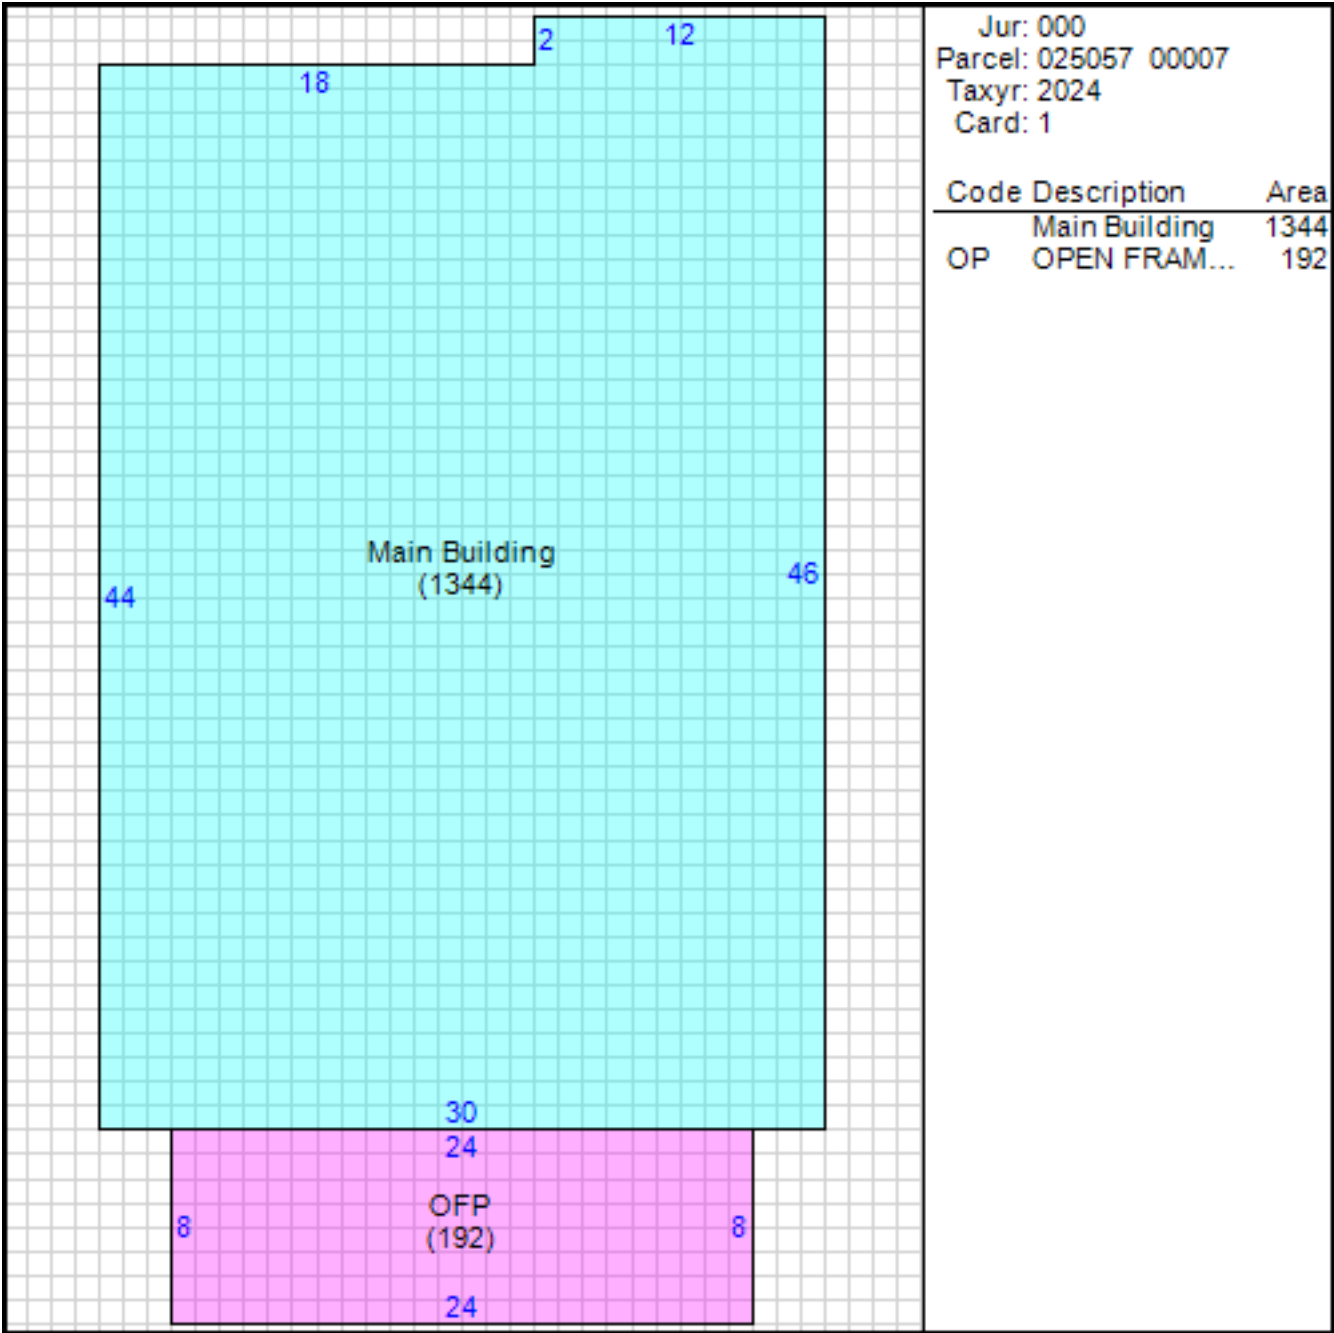 2
12
18
Main Building
(1344)
44
46
30
24
OFP
(192)
8
8
24
Jur: 000
Parcel: 025057 00007
Taxyr: 2024
Card: 1
Code Description Area
Main Building 1344
OP OPEN FRAM... 192